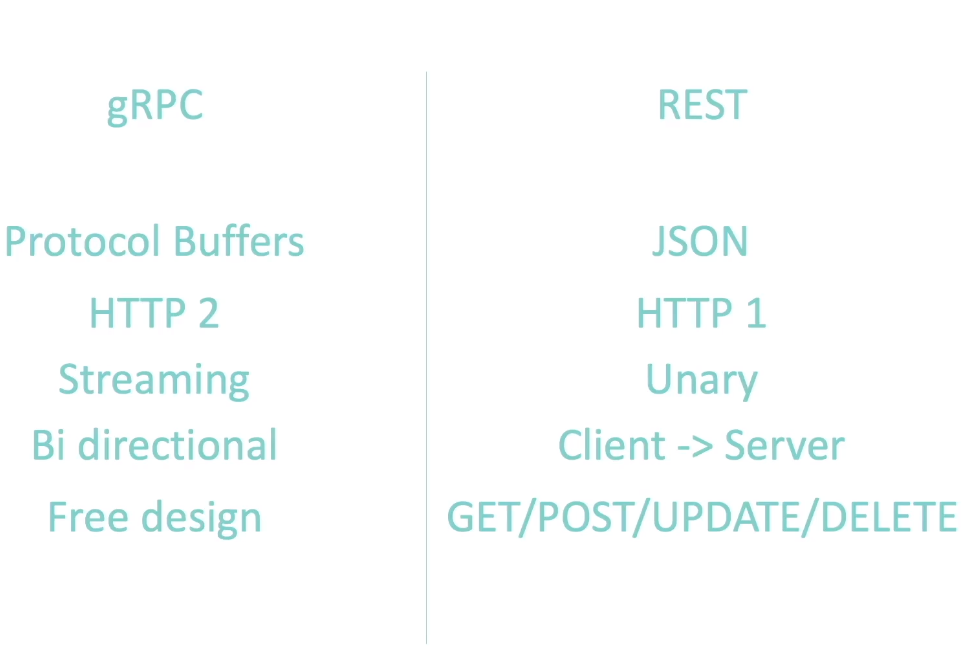 gRPC
REST
Protocol Buffers
JSON
HTTP 2
HTTP 1
Streaming
Unary
Bi directional
Client -> Server
Free design
GET/POST/UPDATE/DELETE